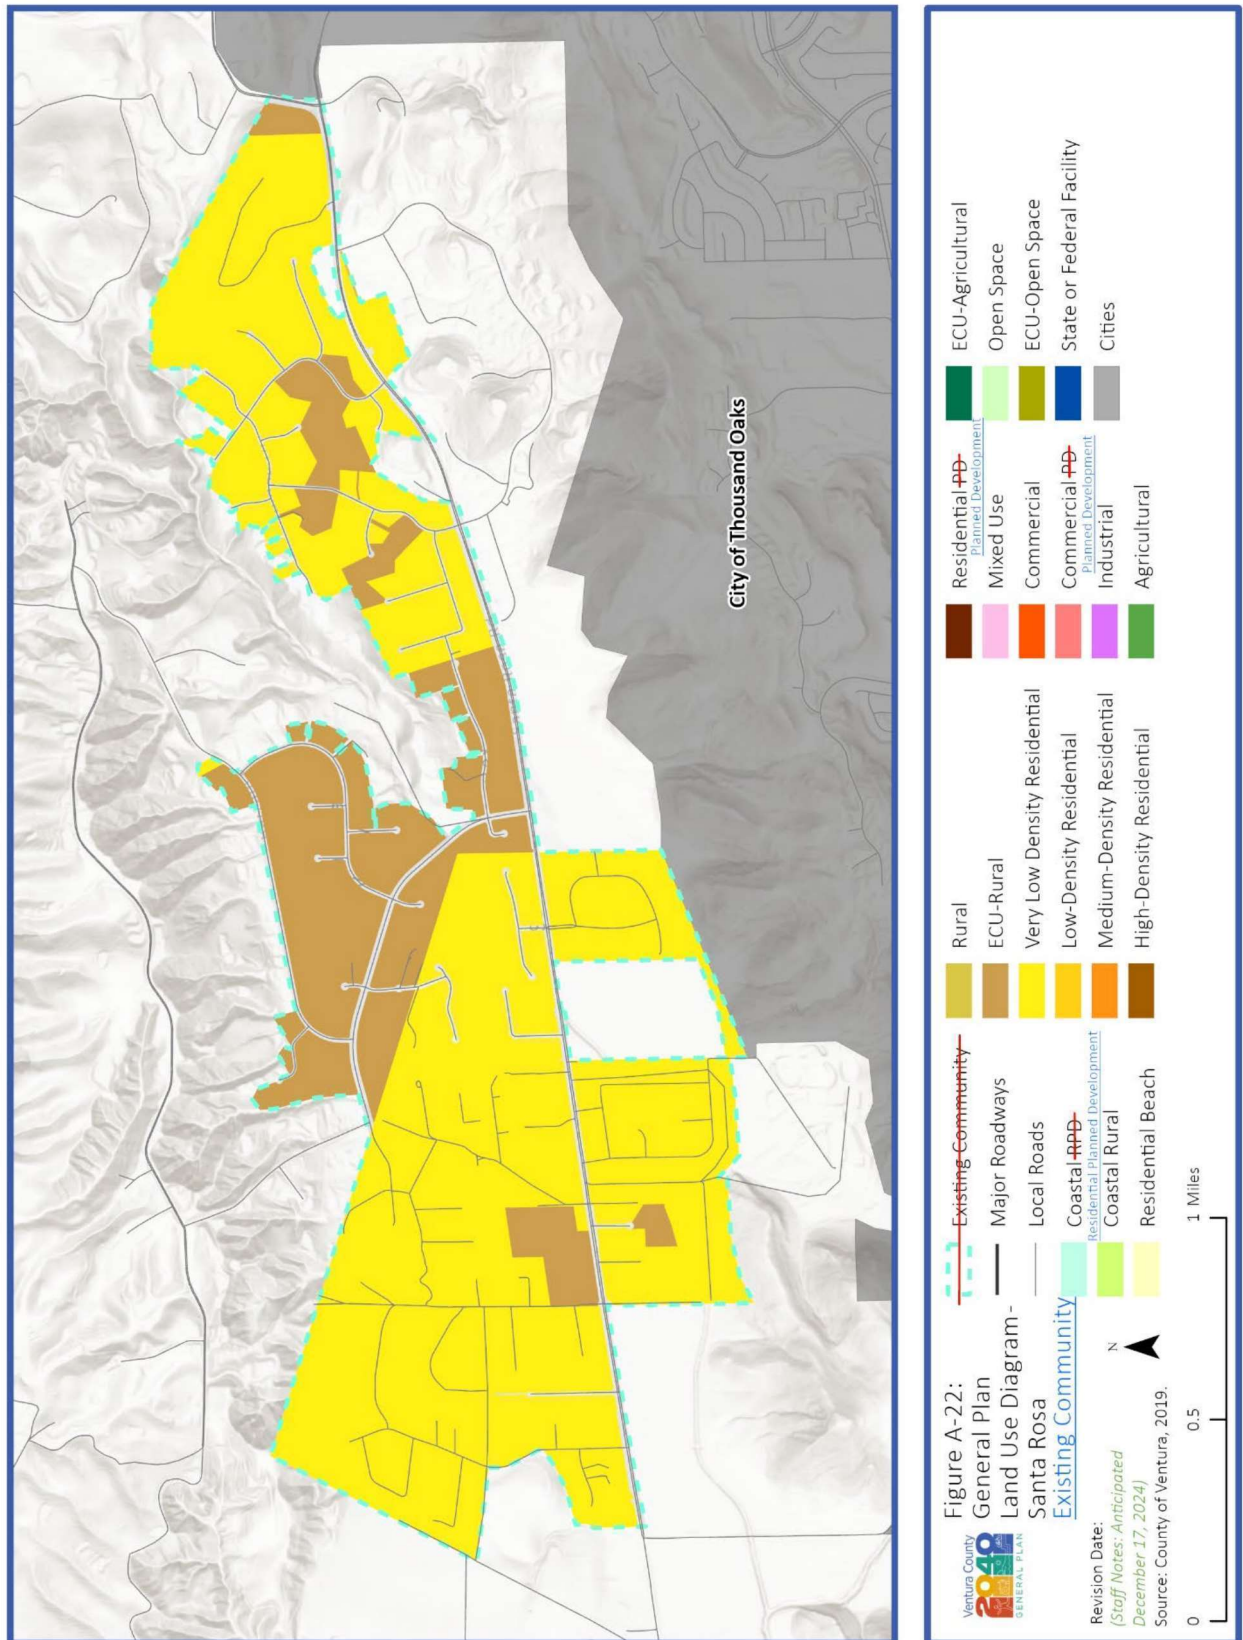 City of Thousand Oaks
Ventura County
2040
GENERAL PLAN
Figure A-22:
General Plan
Land Use Diagram -
Santa Rosa
Existing Community
Revision Date:
(Staff Notes: Anticipated
December 17, 2024)
Source: County of Ventura, 2019.
N
0
0.5
1 Miles
Existing Community
Major Roadways
Local Roads
Coastal RPD
Residential Planned Development
Coastal Rural
Residential Beach
Rural
ECU-Rural
Very Low Density Residential
Low-Density Residential
Medium-Density Residential
High-Density Residential
Residential PD
Planned Development
Mixed Use
Commercial
Commercial PD
Planned Development
Industrial
Agricultural
ECU-Agricultural
Open Space
ECU-Open Space
State or Federal Facility
Cities